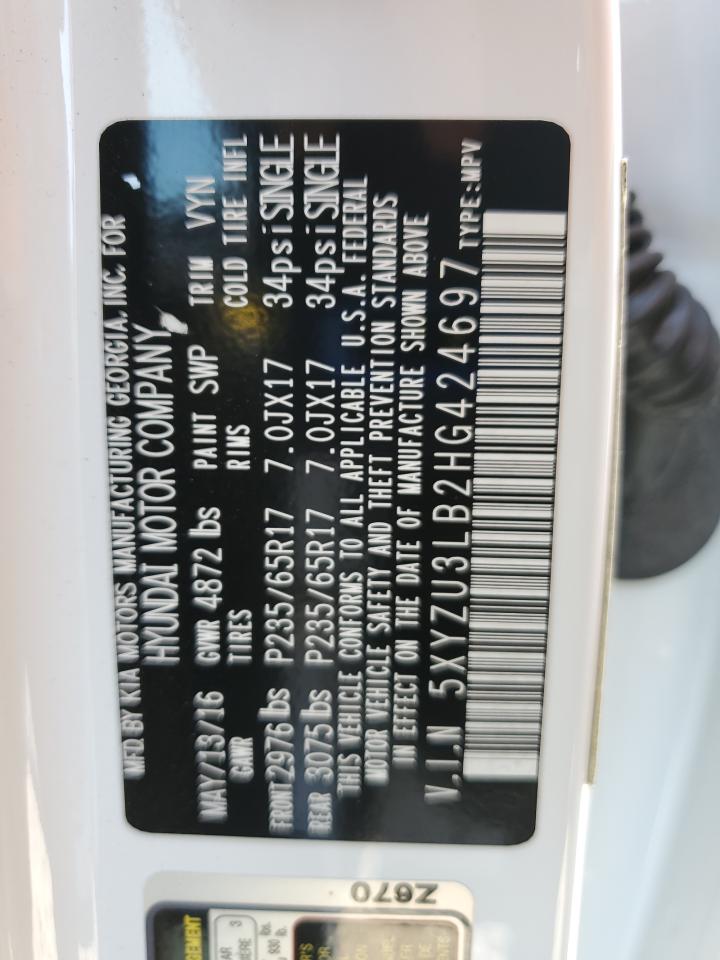 MFD BY KIA MOTORS MANUFACTURING GEORGIA, INC. FOR
HYUNDAI MOTOR COMPANY
MAY/13/16 GVWR 4872 lbs PAINT SWP TRIM VYN
GAWR TIRES RIMS COLD TIRE INFL
FRONT 2976 lbs P235/65R17 7.0JX17 34psi SINGLE
REAR 3075 lbs P235/65R17 7.0JX17 34psi SINGLE
THIS VEHICLE CONFORMS TO ALL APPLICABLE U.S.A. FEDERAL
MOTOR VEHICLE SAFETY AND THEFT PREVENTION STANDARDS
IN EFFECT ON THE DATE OF MANUFACTURE SHOWN ABOVE
V.I.N 5XYZU3LB2HG424697 TYPE:MPV
Z670